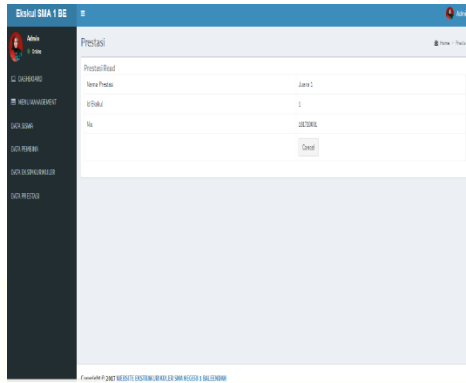 Ekskul SMA 1 BE
Admin
Admin
Online
Prestasi
Home
DASHBOARD
MENU MANAGEMENT
DATA SISWA
DATA PEMBINA
DATA EKSTRAKURIKULER
DATA PRESTASI
Prestasi Read
Nama Prestasi Juara 1
Id Ekskul 1
Nis
Cancel
Copyright © 2017 WEBSITE EKSTRAKURIKULER SMA NEGERI 1 BALEENDAH